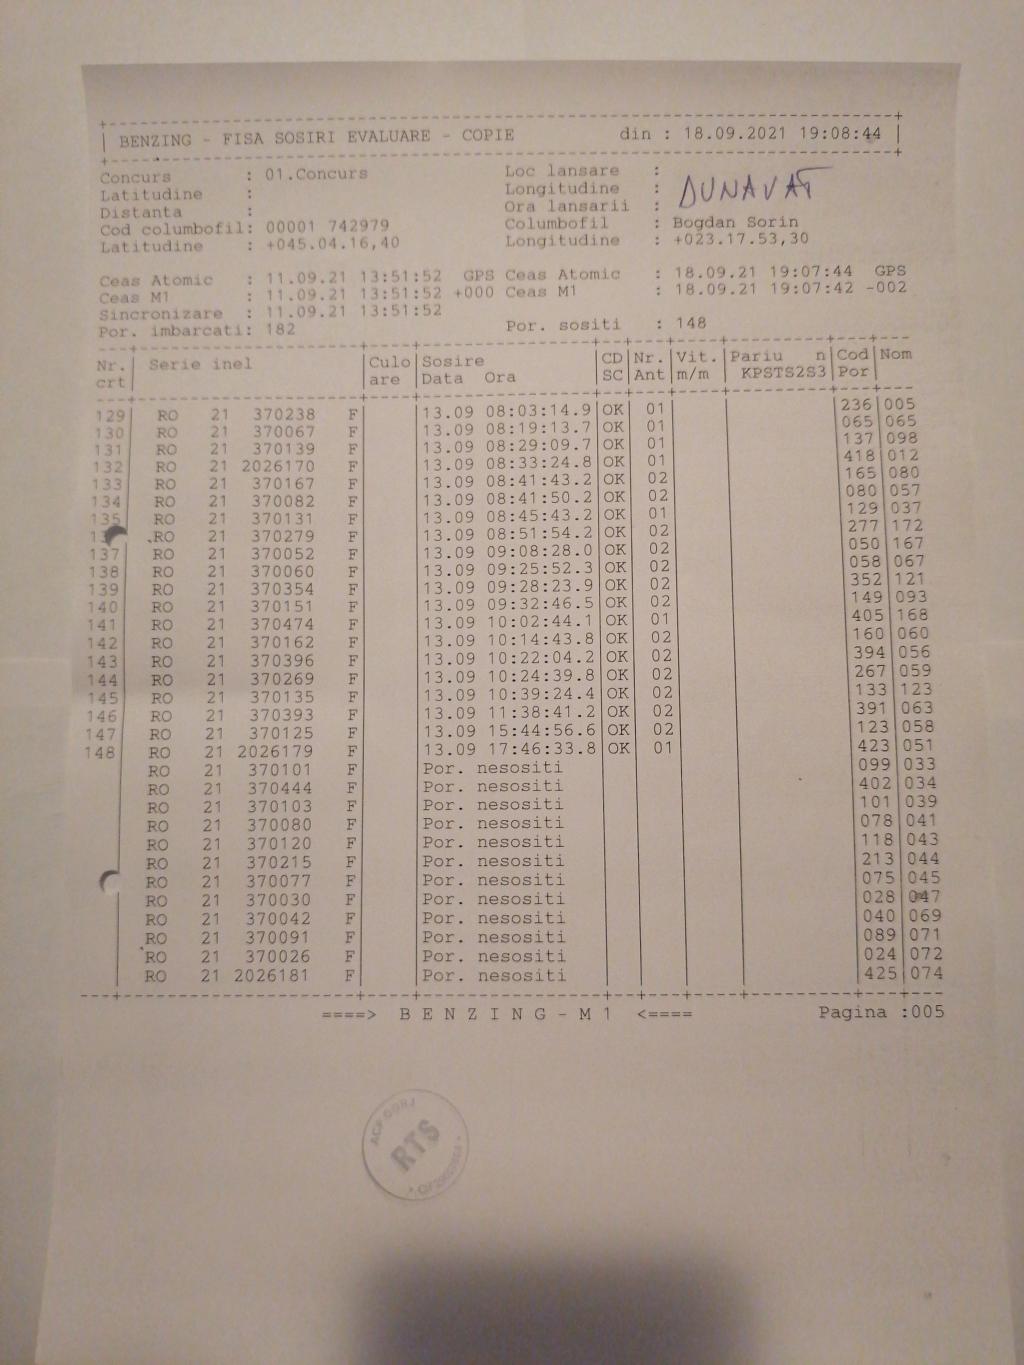 BENZING - FISA SOSIRI EVALUARE - COPIE din : 18.09.2021 19:08:44
Concurs : 01.Concurs Loc lansare :
Latitudine : Longitudine : DUNAVAT
Distanta : Ora lansarii :
Cod columbofil: 00001 742979 Columbofil : Bogdan Sorin
Latitudine : +045.04.16,40 Longitudine : +023.17.53,30
Ceas Atomic : 11.09.21 13:51:52 GPS Ceas Atomic : 18.09.21 19:07:44 GPS
Ceas M1 : 11.09.21 13:51:52 +000 Ceas M1 : 18.09.21 19:07:42 -002
Sincronizare : 11.09.21 13:51:52
Por. imbarcati: 182 Por. sositi : 148
Nr. Serie inel Culo Sosire CD Nr. Vit. Pariu n Cod Nom
crt are Data Ora SC Ant m/m KPSTS2S3 Por
129 RO 21 370238 F 13.09 08:03:14.9 OK 01 236 005
130 RO 21 370067 F 13.09 08:19:13.7 OK 01 065 065
131 RO 21 370139 F 13.09 08:29:09.7 OK 01 137 098
132 RO 21 2026170 F 13.09 08:33:24.8 OK 01 418 012
133 RO 21 370167 F 13.09 08:41:43.2 OK 02 165 080
134 RO 21 370082 F 13.09 08:41:50.2 OK 02 080 057
135 RO 21 370131 F 13.09 08:45:43.2 OK 01 129 037
RO 21 370279 F 13.09 08:51:54.2 OK 02 277 172
137 RO 21 370052 F 13.09 09:08:28.0 OK 02 050 167
138 RO 21 370060 F 13.09 09:25:52.3 OK 02 058 067
139 RO 21 370354 F 13.09 09:28:23.9 OK 02 352 121
140 RO 21 370151 F 13.09 09:32:46.5 OK 02 149 093
141 RO 21 370474 F 13.09 10:02:44.1 OK 01 405 168
142 RO 21 370162 F 13.09 10:14:43.8 OK 02 160 060
143 RO 21 370396 F 13.09 10:22:04.2 OK 02 394 056
144 RO 21 370269 F 13.09 10:24:39.8 OK 02 267 059
145 RO 21 370135 F 13.09 10:39:24.4 OK 02 133 123
146 RO 21 370393 F 13.09 11:38:41.2 OK 02 391 063
147 RO 21 370125 F 13.09 15:44:56.6 OK 02 123 058
148 RO 21 2026179 F 13.09 17:46:33.8 OK 01 423 051
RO 21 370101 F Por. nesositi 099 033
RO 21 370444 F Por. nesositi 402 034
RO 21 370103 F Por. nesositi 101 039
RO 21 370080 F Por. nesositi 078 041
RO 21 370120 F Por. nesositi 118 043
RO 21 370215 F Por. nesositi 213 044
RO 21 370077 F Por. nesositi 075 045
RO 21 370030 F Por. nesositi 028 047
RO 21 370042 F Por. nesositi 040 069
RO 21 370091 F Por. nesositi 089 071
RO 21 370026 F Por. nesositi 024 072
RO 21 2026181 F Por. nesositi 425 074
====> B E N Z I N G - M 1 <==== Pagina :005
ACP GORJ
RTS